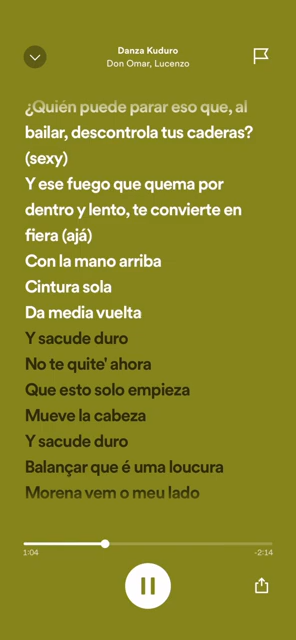 Danza Kuduro
Don Omar, Lucenzo
¿Quién puede parar eso que, al
bailar, descontrola tus caderas?
(sexy)
Y ese fuego que quema por
dentro y lento, te convierte en
fiera (ajá)
Con la mano arriba
Cintura sola
Da media vuelta
Y sacude duro
No te quite' ahora
Que esto solo empieza
Mueve la cabeza
Y sacude duro
Balançar que é uma loucura
Morena vem o meu lado
1:04
-2:14